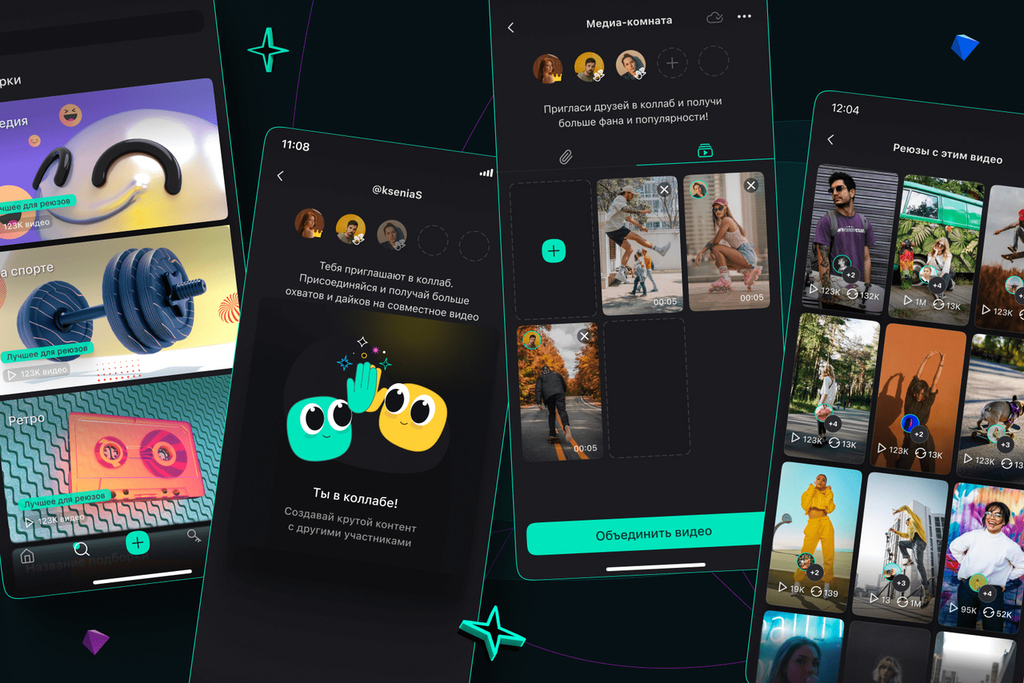 рки
едия
чшее для реюзов
123K видео
а спорте
Лучшее для реюзов
123K видео
Ретро
Лучшее для реюзов
123K видео
Название подбор
11:08
@kseniaS
Тебя приглашают в коллаб.
Присоединяйся и получай больше
охватов и дайков на совместное видео
Ты в коллабе!
Создавай крутой контент
с другими участниками
Медиа-комната
Пригласи друзей в коллаб и получи
больше фана и популярности!
00:05
00:05
00:05
Объединить видео
12:04
Реюзы с этим видео
+2
123K 132K
+4
1M 13K
123K
+4
123K 13K
+2
123K 13K
+3
123K
+2
19K 139
+3
13 1M
+4
95K 52K